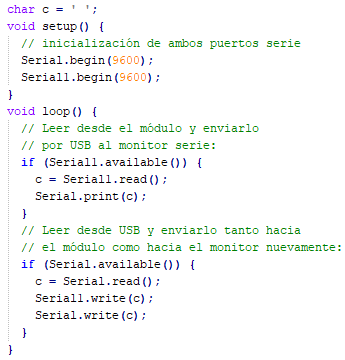 char c = ' ';
void setup() {
// inicialización de ambos puertos serie
Serial.begin(9600);
Serial1.begin(9600);
}
void loop() {
// Leer desde el módulo y enviarlo
// por USB al monitor serie:
if (Serial1.available()) {
c = Serial1.read();
Serial.print(c);
}
// Leer desde USB y enviarlo tanto hacia
// el módulo como hacia el monitor nuevamente:
if (Serial.available()) {
c = Serial.read();
Serial1.write(c);
Serial.write(c);
}
}